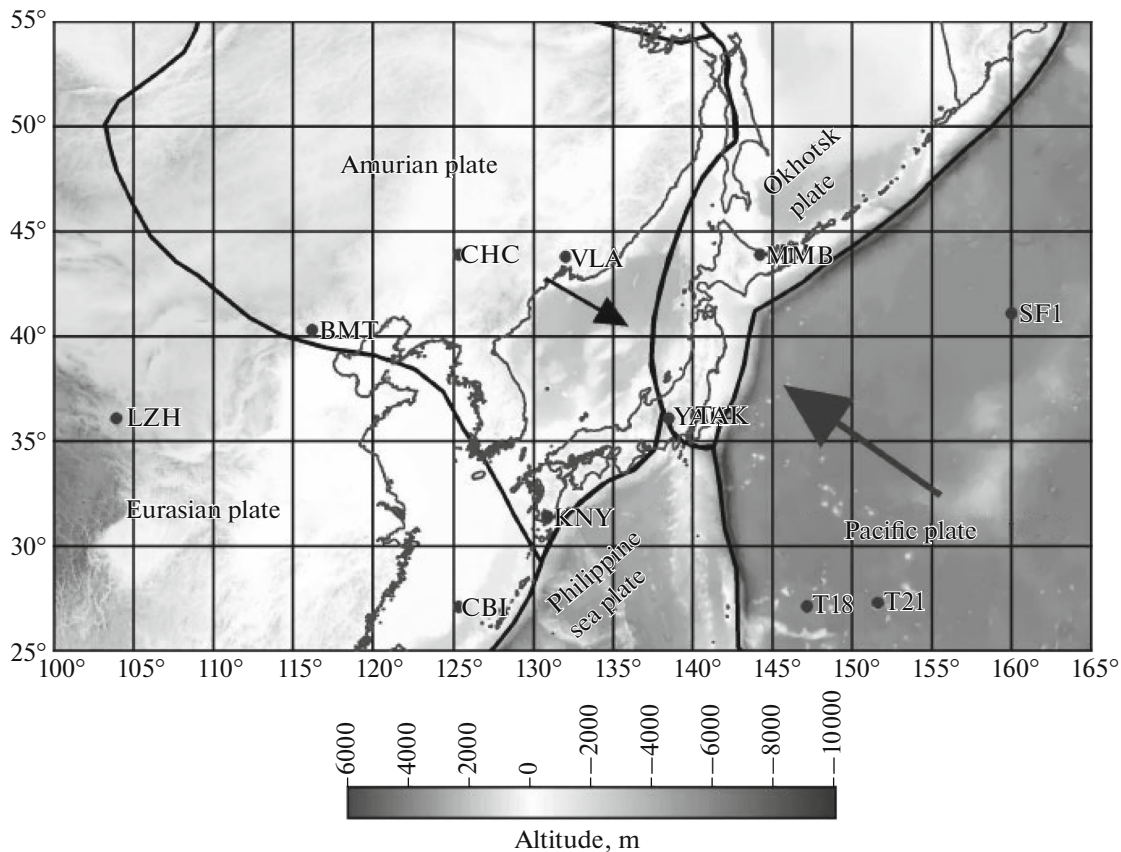 55°
50°
Amurian plate
Okhotsk
plate
45°
CHC
VLA
MMB
SF1
40°
BMT
LZH
35°
Eurasian plate
KNY
Pacific plate
30°
Philippine
sea plate
CBI
T18
T21
25°
100° 105° 110° 115° 120° 125° 130° 135° 140° 145° 150° 155° 160° 165°
6000 4000 2000 0 −2000 −4000 −6000 −8000 −10000
Altitude, m